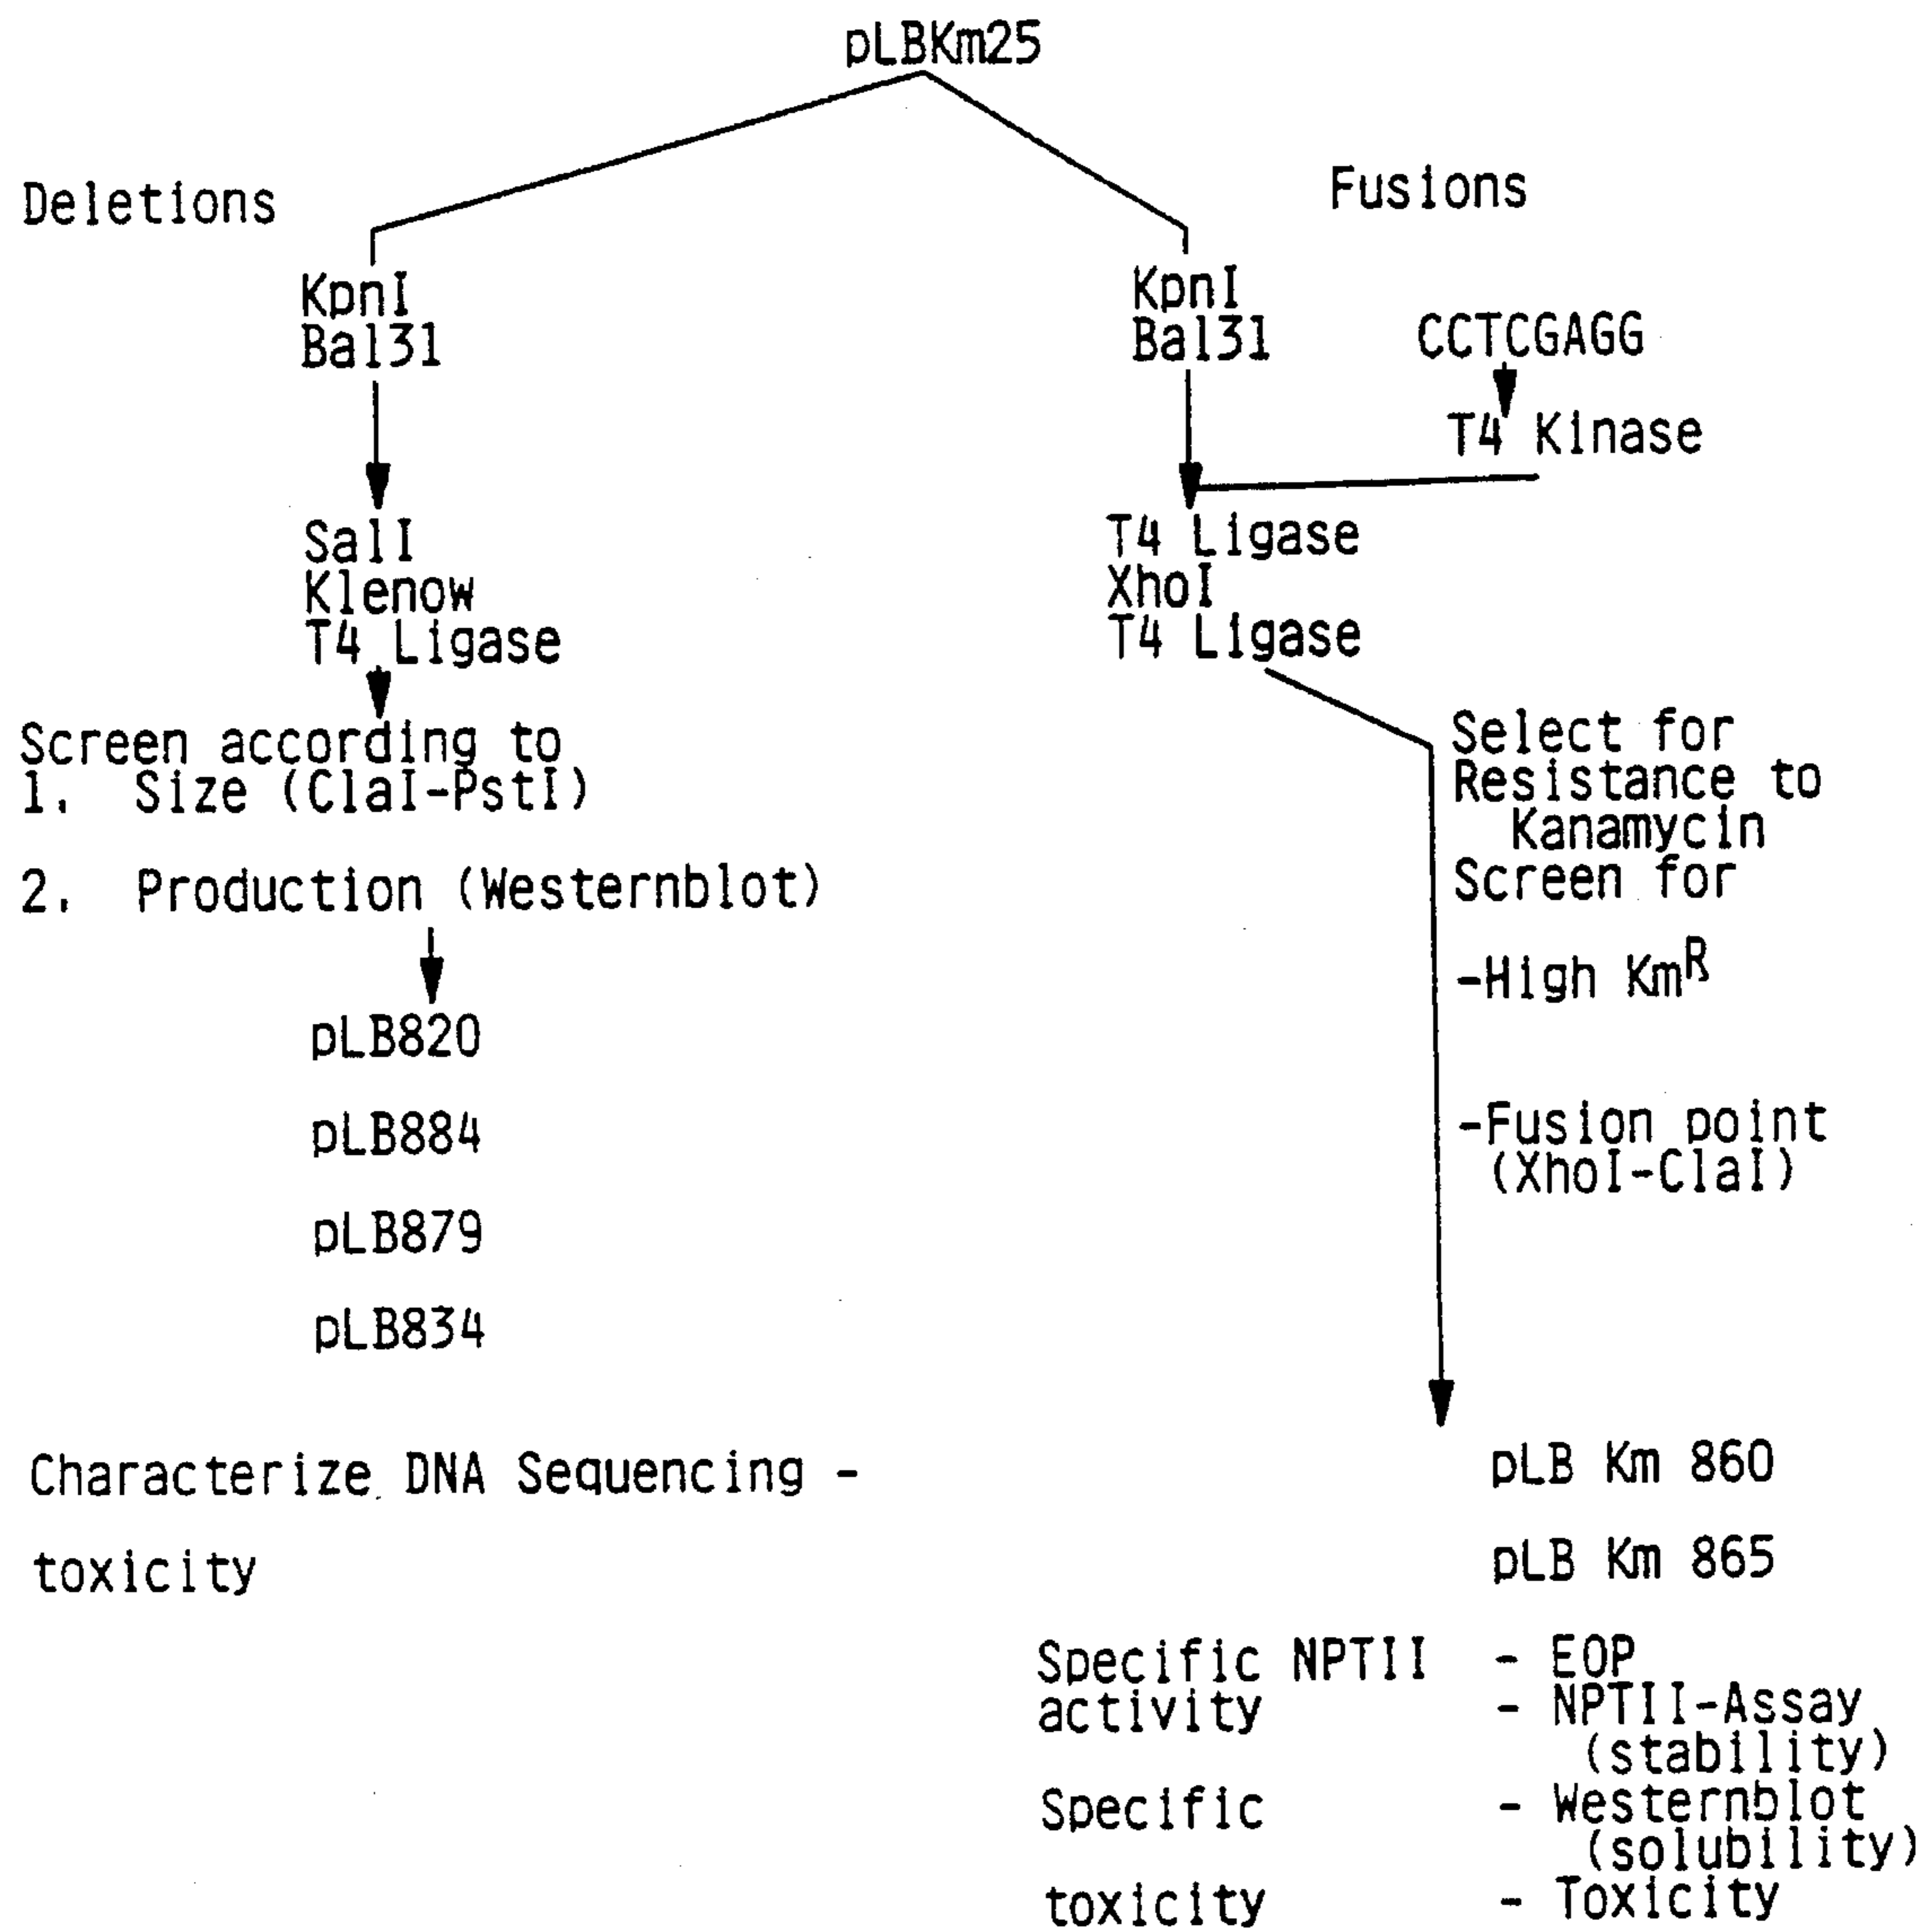 pLBKm25
Deletions
Fusions
KpnI
Bal31
KpnI
Bal31
CCTCGAGG
T4 Kinase
SalI
Klenow
T4 Ligase
T4 Ligase
XhoI
T4 Ligase
Screen according to
1. Size (ClaI-PstI)
2. Production (Westernblot)
pLB820
pLB884
pLB879
pLB834
Characterize DNA Sequencing -
toxicity
Select for
Resistance to
Kanamycin
Screen for
-High KmR
-Fusion point
(XhoI-ClaI)
pLB Km 860
pLB Km 865
Specific NPTII - EOP
activity - NPTII-Assay
(stability)
Specific - Westernblot
(solubility)
toxicity - Toxicity